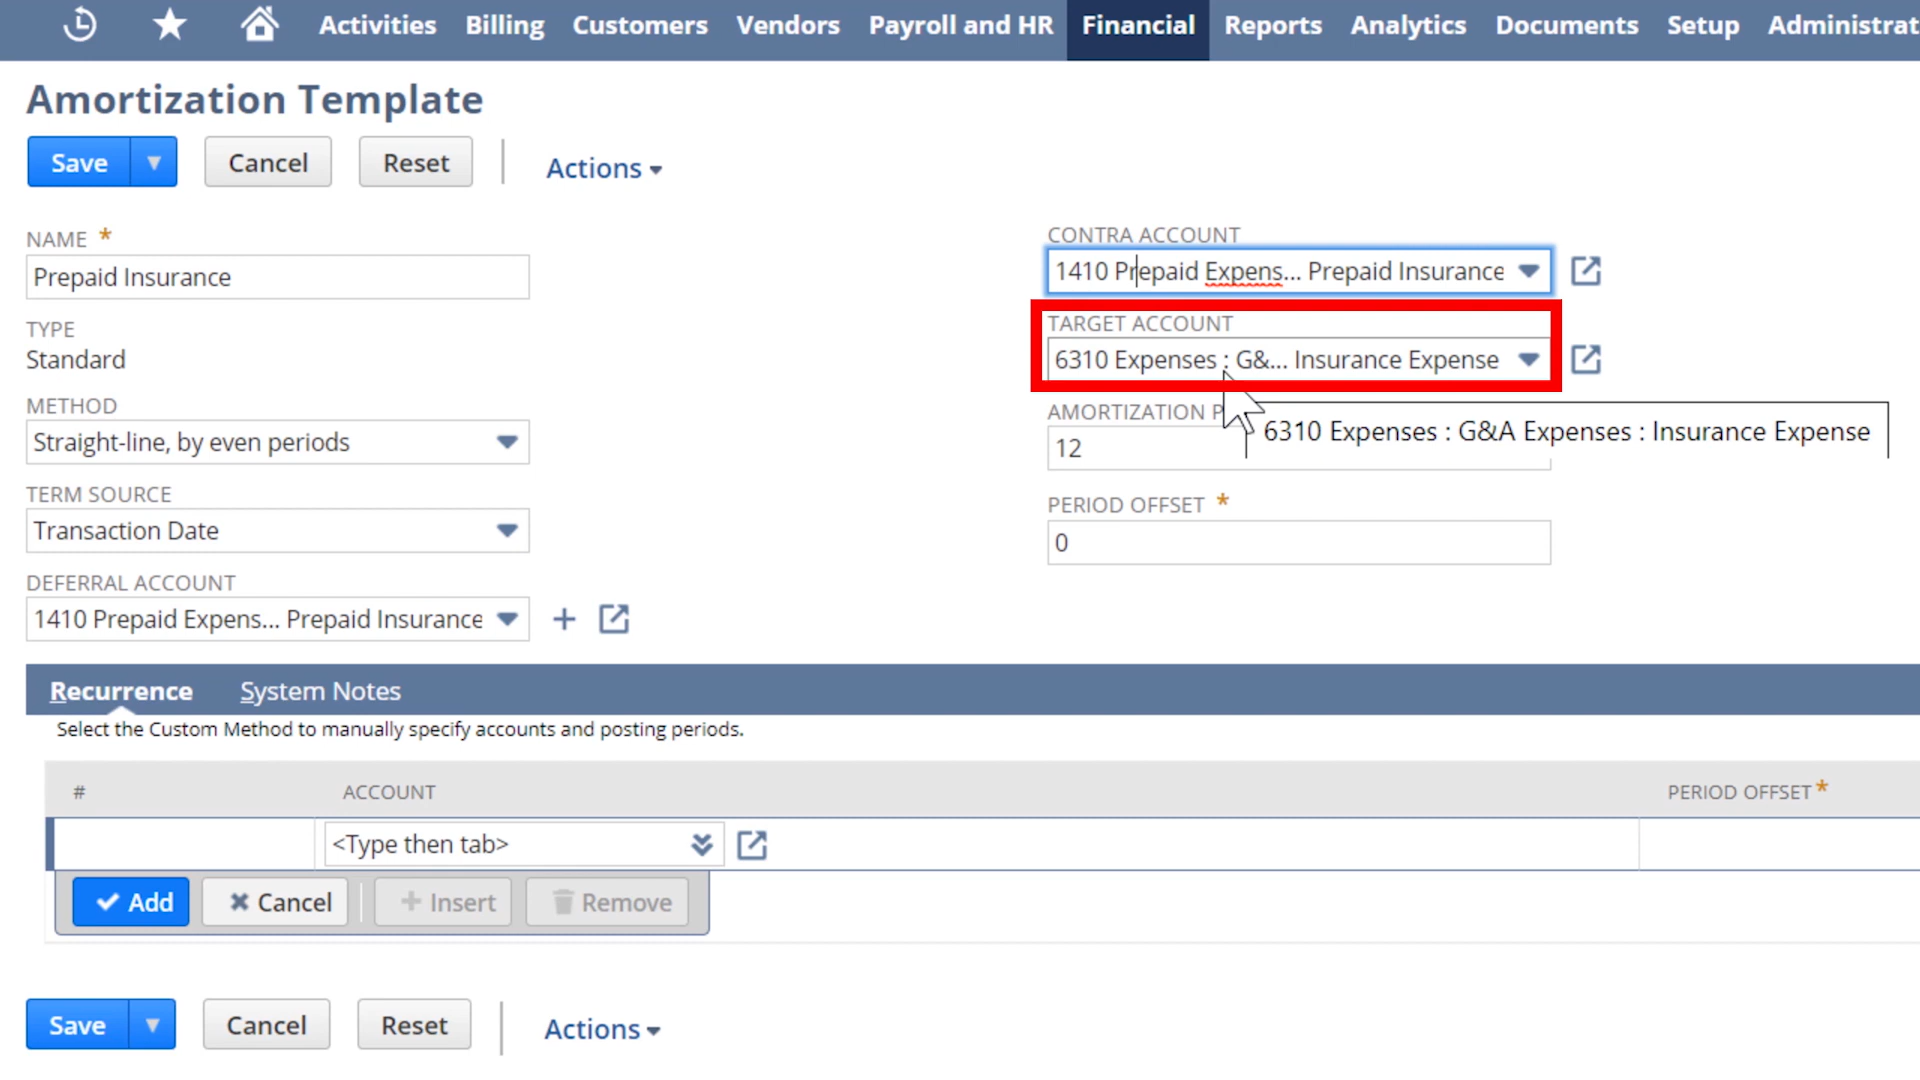 Activities Billing Customers Vendors Payroll and HR Financial Reports Analytics Documents Setup Administrat
Amortization Template
Save Cancel Reset Actions
NAME *
Prepaid Insurance
TYPE
Standard
METHOD
Straight-line, by even periods
TERM SOURCE
Transaction Date
DEFERRAL ACCOUNT
1410 Prepaid Expens... Prepaid Insurance
CONTRA ACCOUNT
1410 Prepaid Expens... Prepaid Insurance
TARGET ACCOUNT
6310 Expenses : G&... Insurance Expense
AMORTIZATION P
6310 Expenses : G&A Expenses : Insurance Expense
12
PERIOD OFFSET *
0
Recurrence System Notes
Select the Custom Method to manually specify accounts and posting periods.
# ACCOUNT PERIOD OFFSET *
<Type then tab>
Add Cancel Insert Remove
Save Cancel Reset Actions